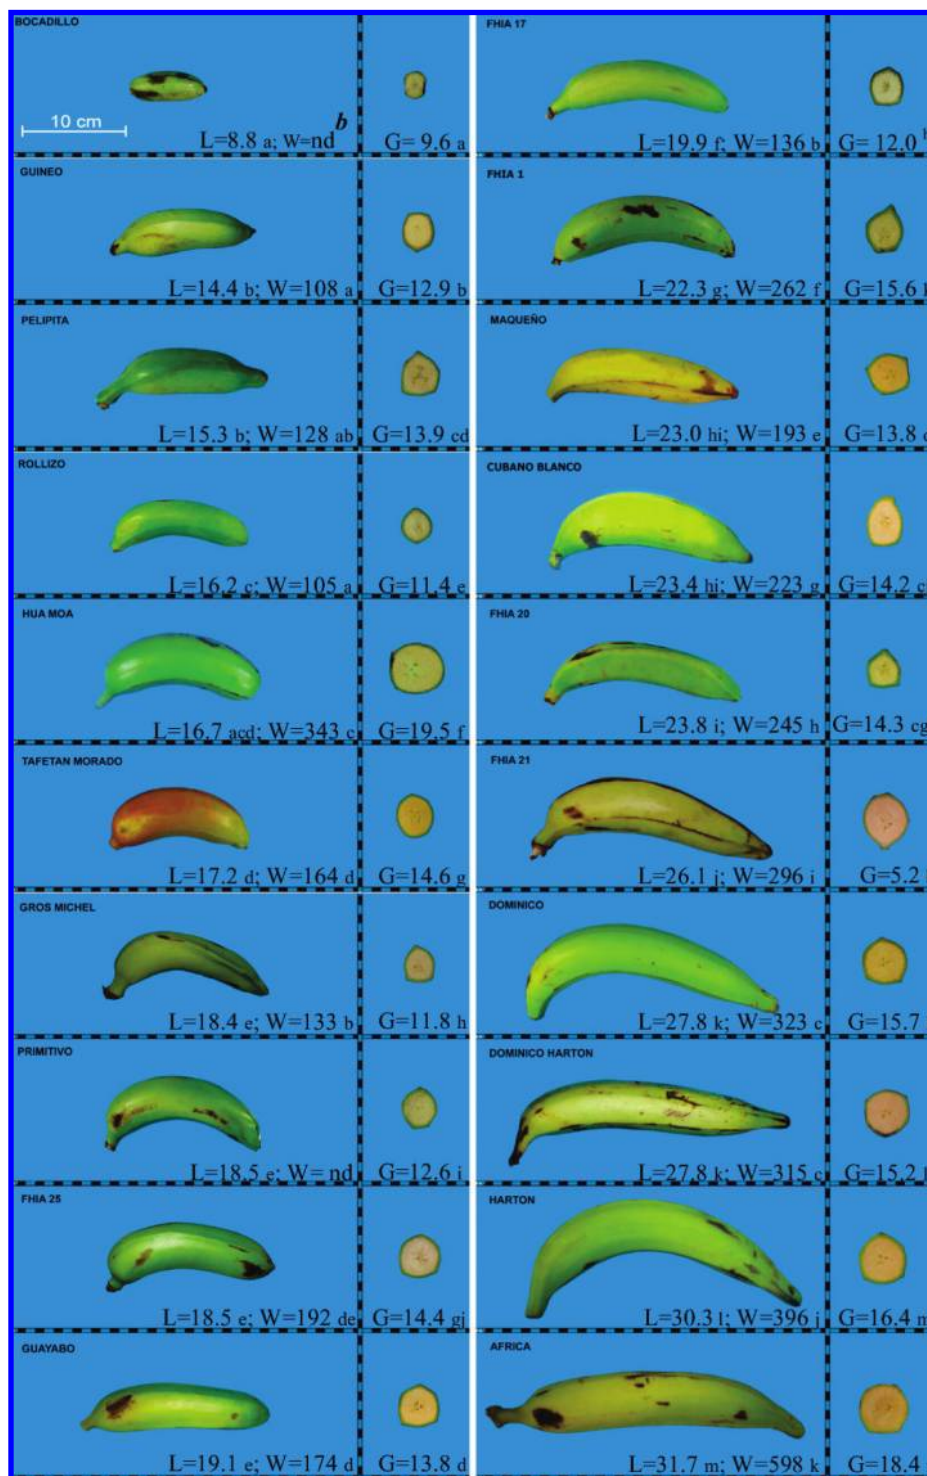 BOCADILLO
10 cm
b
L=8.8 a; W=nd
G= 9.6 a
GUINEO
L=14.4 b; W=108 a
G=12.9 b
PELIPITA
L=15.3 b; W=128 ab
G=13.9 cd
ROLLIZO
L=16.2 c; W=105 a
G=11.4 e
HUA MOA
L=16.7 acd; W=343 c
G=19.5 f
TAFETAN MORADO
L=17.2 d; W=164 d
G=14.6 g
GROS MICHEL
L=18.4 e; W=133 b
G=11.8 h
PRIMITIVO
L=18.5 e; W= nd
G=12.6 i
FHIA 25
L=18.5 e; W=192 de
G=14.4 gj
GUAYABO
L=19.1 e; W=174 d
G=13.8 d
FHIA 17
L=19.9 f; W=136 b
G= 12.0
FHIA 1
L=22.3 g; W=262 f
G=15.6
MAQUEÑO
L=23.0 hi; W=193 e
G=13.8
CUBANO BLANCO
L=23.4 hi; W=223 g
G=14.2
FHIA 20
L=23.8 i; W=245 h
G=14.3 cg
FHIA 21
L=26.1 j; W=296 i
G=5.2
DOMINICO
L=27.8 k; W=323 c
G=15.7
DOMINICO HARTON
L=27.8 k; W=315 c
G=15.2
HARTON
L=30.3 l; W=396 j
G=16.4 m
AFRICA
L=31.7 m; W=598 k
G=18.4